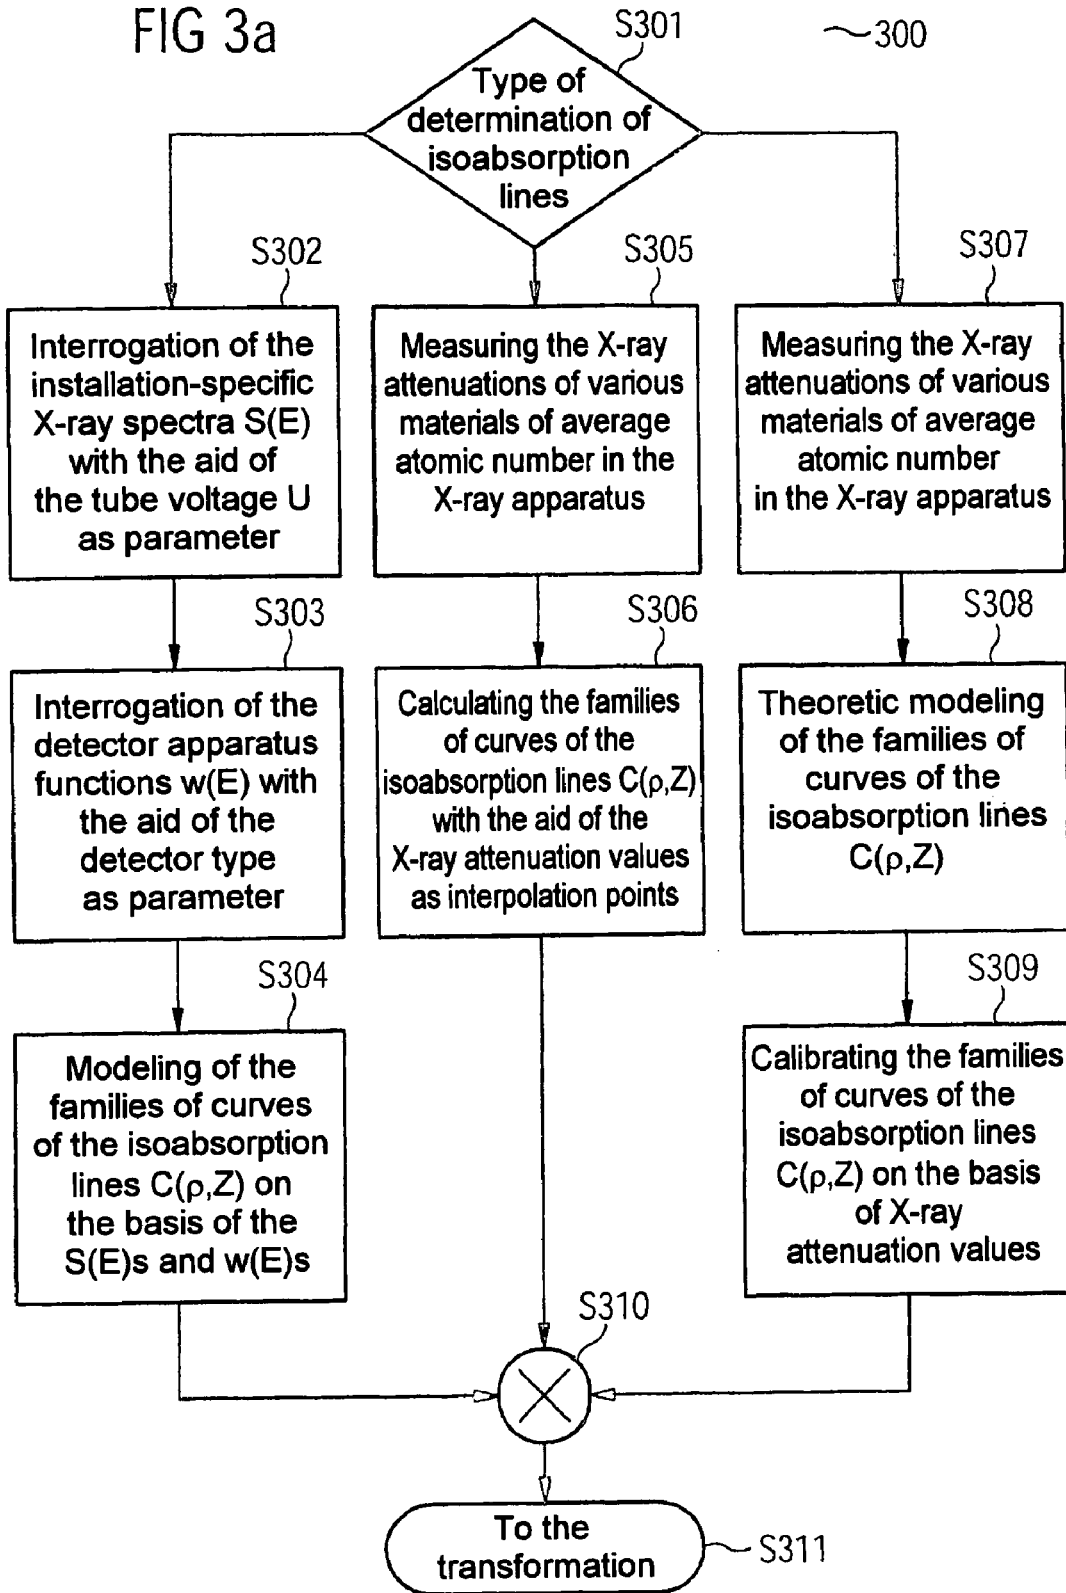 FIG 3a
S301
300
Type of
determination of
isoabsorption
lines
S302
Interrogation of the
installation-specific
X-ray spectra S(E)
with the aid of
the tube voltage U
as parameter
S305
Measuring the X-ray
attenuations of various
materials of average
atomic number in the
X-ray apparatus
S307
Measuring the X-ray
attenuations of various
materials of average
atomic number
in the X-ray apparatus
S303
Interrogation of the
detector apparatus
functions w(E) with
the aid of the
detector type
as parameter
S306
Calculating the families
of curves of the
isoabsorption lines C(ρ,Z)
with the aid of the
X-ray attenuation values
as interpolation points
S308
Theoretic modeling
of the families of
curves of the
isoabsorption lines
C(ρ,Z)
S304
Modeling of the
families of curves
of the isoabsorption
lines C(ρ,Z) on
the basis of the
S(E)s and w(E)s
S309
Calibrating the families
of curves of the
isoabsorption lines
C(ρ,Z) on the basis
of X-ray
attenuation values
S310
To the
transformation
S311